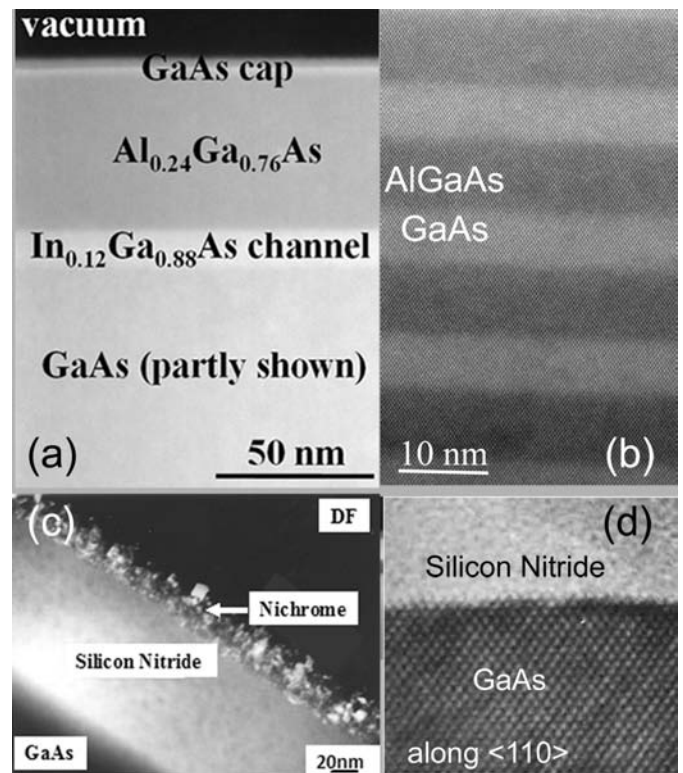 vacuum
GaAs cap
Al0.24Ga0.76As
In0.12Ga0.88As channel
GaAs (partly shown)
(a)
50 nm
AlGaAs
GaAs
10 nm
(b)
(c)
DF
Nichrome
Silicon Nitride
GaAs
20nm
(d)
Silicon Nitride
GaAs
along <110>